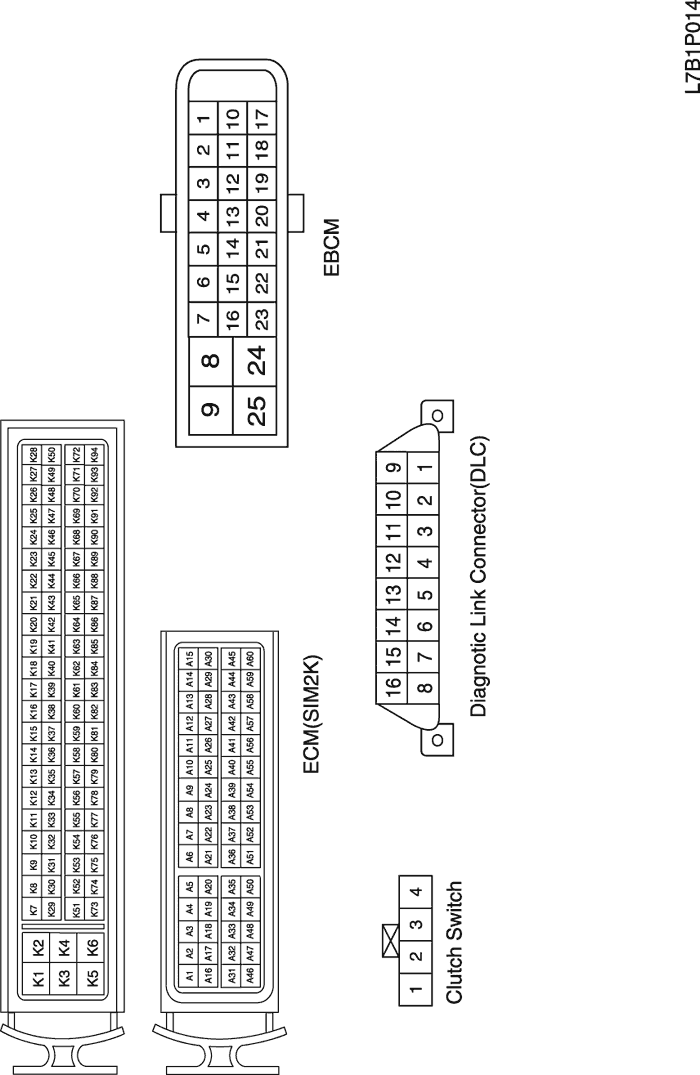 K1 K2
K3 K4
K5 K6
K7 K8 K9 K10 K11 K12 K13 K14 K15 K16 K17 K18 K19 K20 K21 K22 K23 K24 K25 K26 K27 K28
K29 K30 K31 K32 K33 K34 K35 K36 K37 K38 K39 K40 K41 K42 K43 K44 K45 K46 K47 K48 K49 K50
K51 K52 K53 K54 K55 K56 K57 K58 K59 K60 K61 K62 K63 K64 K65 K66 K67 K68 K69 K70 K71 K72
K73 K74 K75 K76 K77 K78 K79 K80 K81 K82 K83 K84 K85 K86 K87 K88 K89 K90 K91 K92 K93 K94
A1 A2 A3 A4 A5 A6 A7 A8 A9 A10 A11 A12 A13 A14 A15
A16 A17 A18 A19 A20 A21 A22 A23 A24 A25 A26 A27 A28 A29 A30
A31 A32 A33 A34 A35 A36 A37 A38 A39 A40 A41 A42 A43 A44 A45
A46 A47 A48 A49 A50 A51 A52 A53 A54 A55 A56 A57 A58 A59 A60
ECM(SIM2K)
9 8 7 6 5 4 3 2 1
16 15 14 13 12 11 10
25 24 23 22 21 20 19 18 17
EBCM
1 2 3 4
Clutch Switch
16 15 14 13 12 11 10 9
8 7 6 5 4 3 2 1
Diagnotic Link Connector(DLC)
L7B1P014